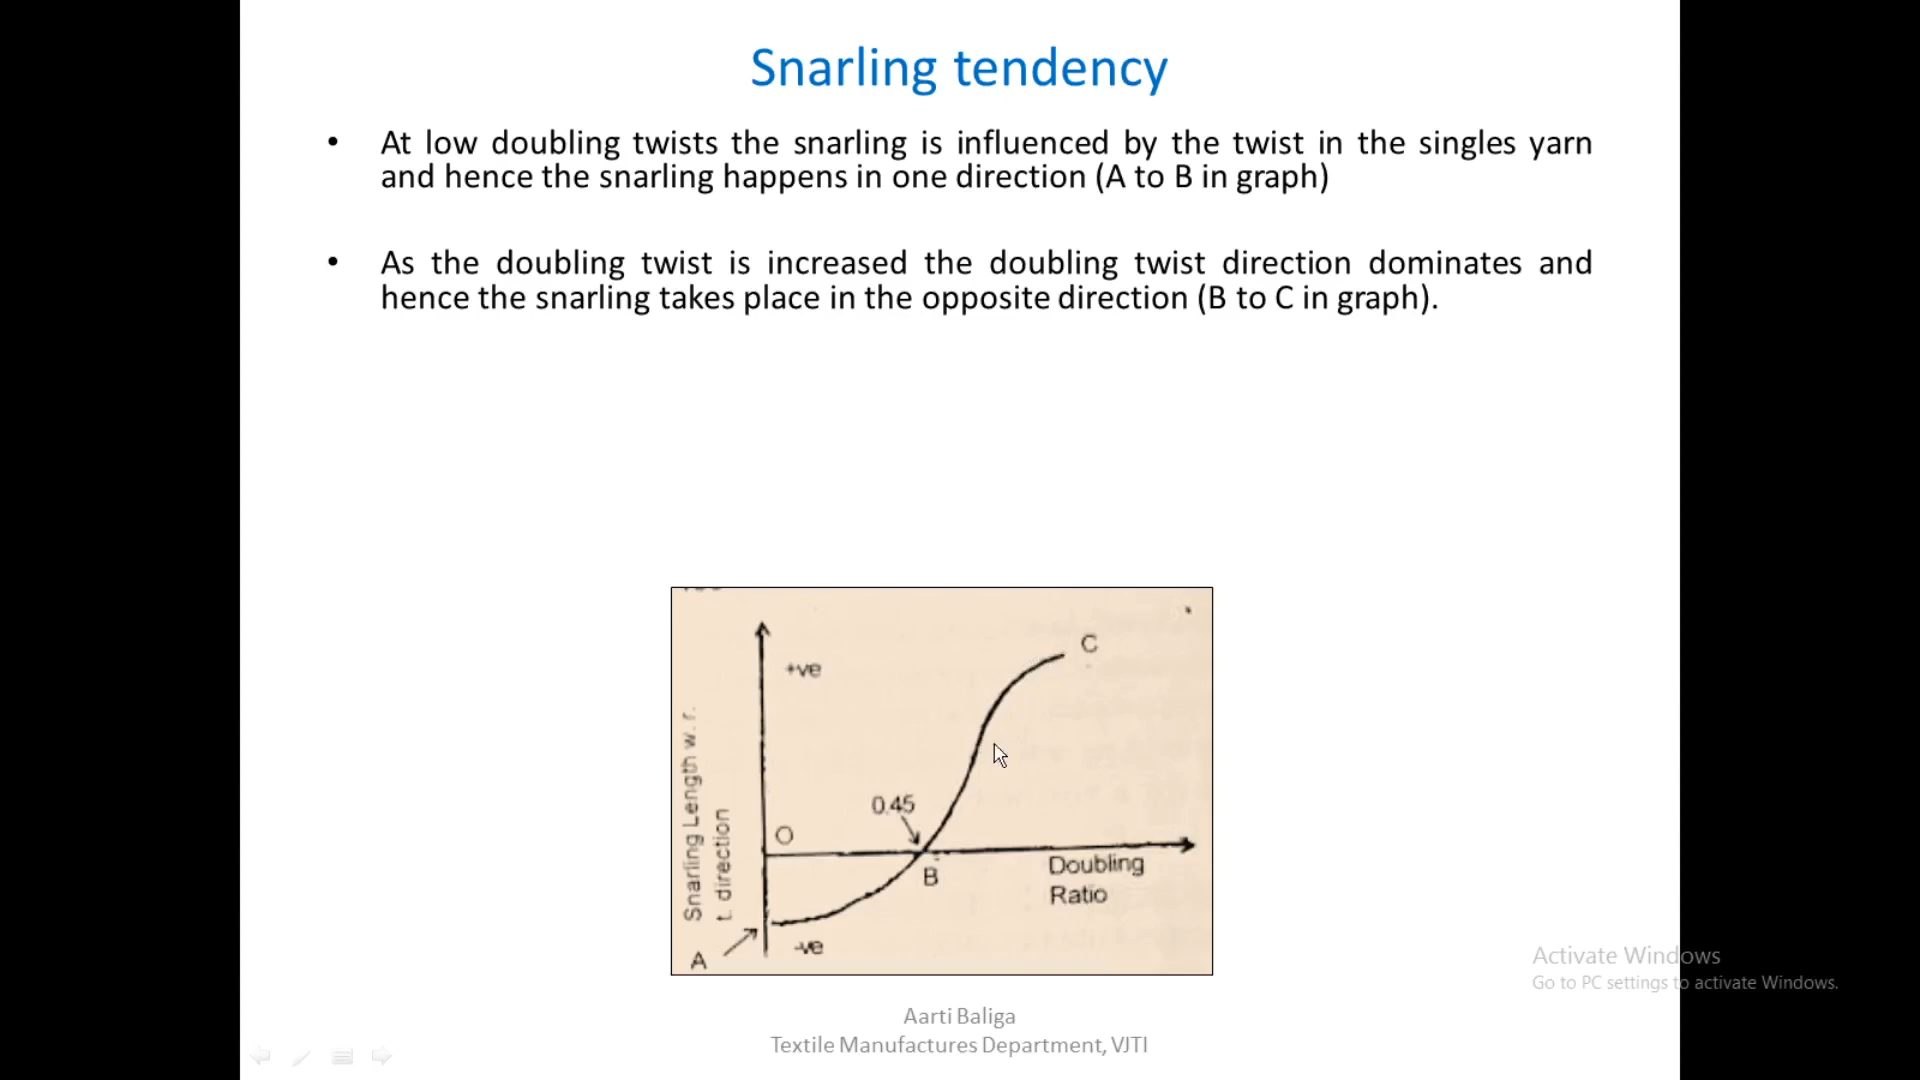 Snarling tendency
• At low doubling twists the snarling is influenced by the twist in the singles yarn
and hence the snarling happens in one direction (A to B in graph)
• As the doubling twist is increased the doubling twist direction dominates and
hence the snarling takes place in the opposite direction (B to C in graph).
C
+ve
Snarling Length w. r.
t. direction
0.45
O
B
Doubling
Ratio
-ve
A
Activate Windows
Go to PC settings to activate Windows.
Aarti Baliga
Textile Manufactures Department, VJTI